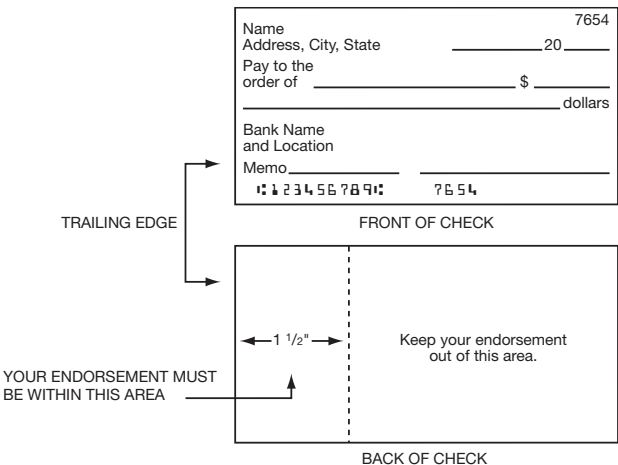 7654
Name
Address, City, State 20
Pay to the
order of $
dollars
Bank Name
and Location
Memo
⑆123456789⑆ 7654
TRAILING EDGE
FRONT OF CHECK
1 1/2"
Keep your endorsement
out of this area.
YOUR ENDORSEMENT MUST
BE WITHIN THIS AREA
BACK OF CHECK